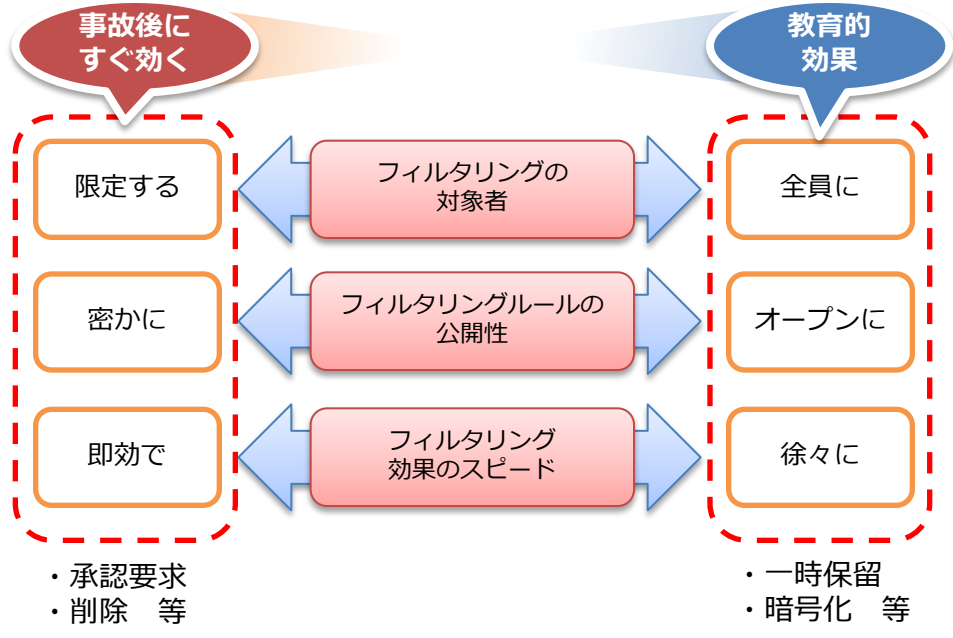 事故後に
すぐ効く
教育的
効果
限定する
フィルタリングの
対象者
全員に
密かに
フィルタリングルールの
公開性
オープンに
即効で
フィルタリング
効果のスピード
徐々に
・承認要求
・削除　等
・一時保留
・暗号化　等